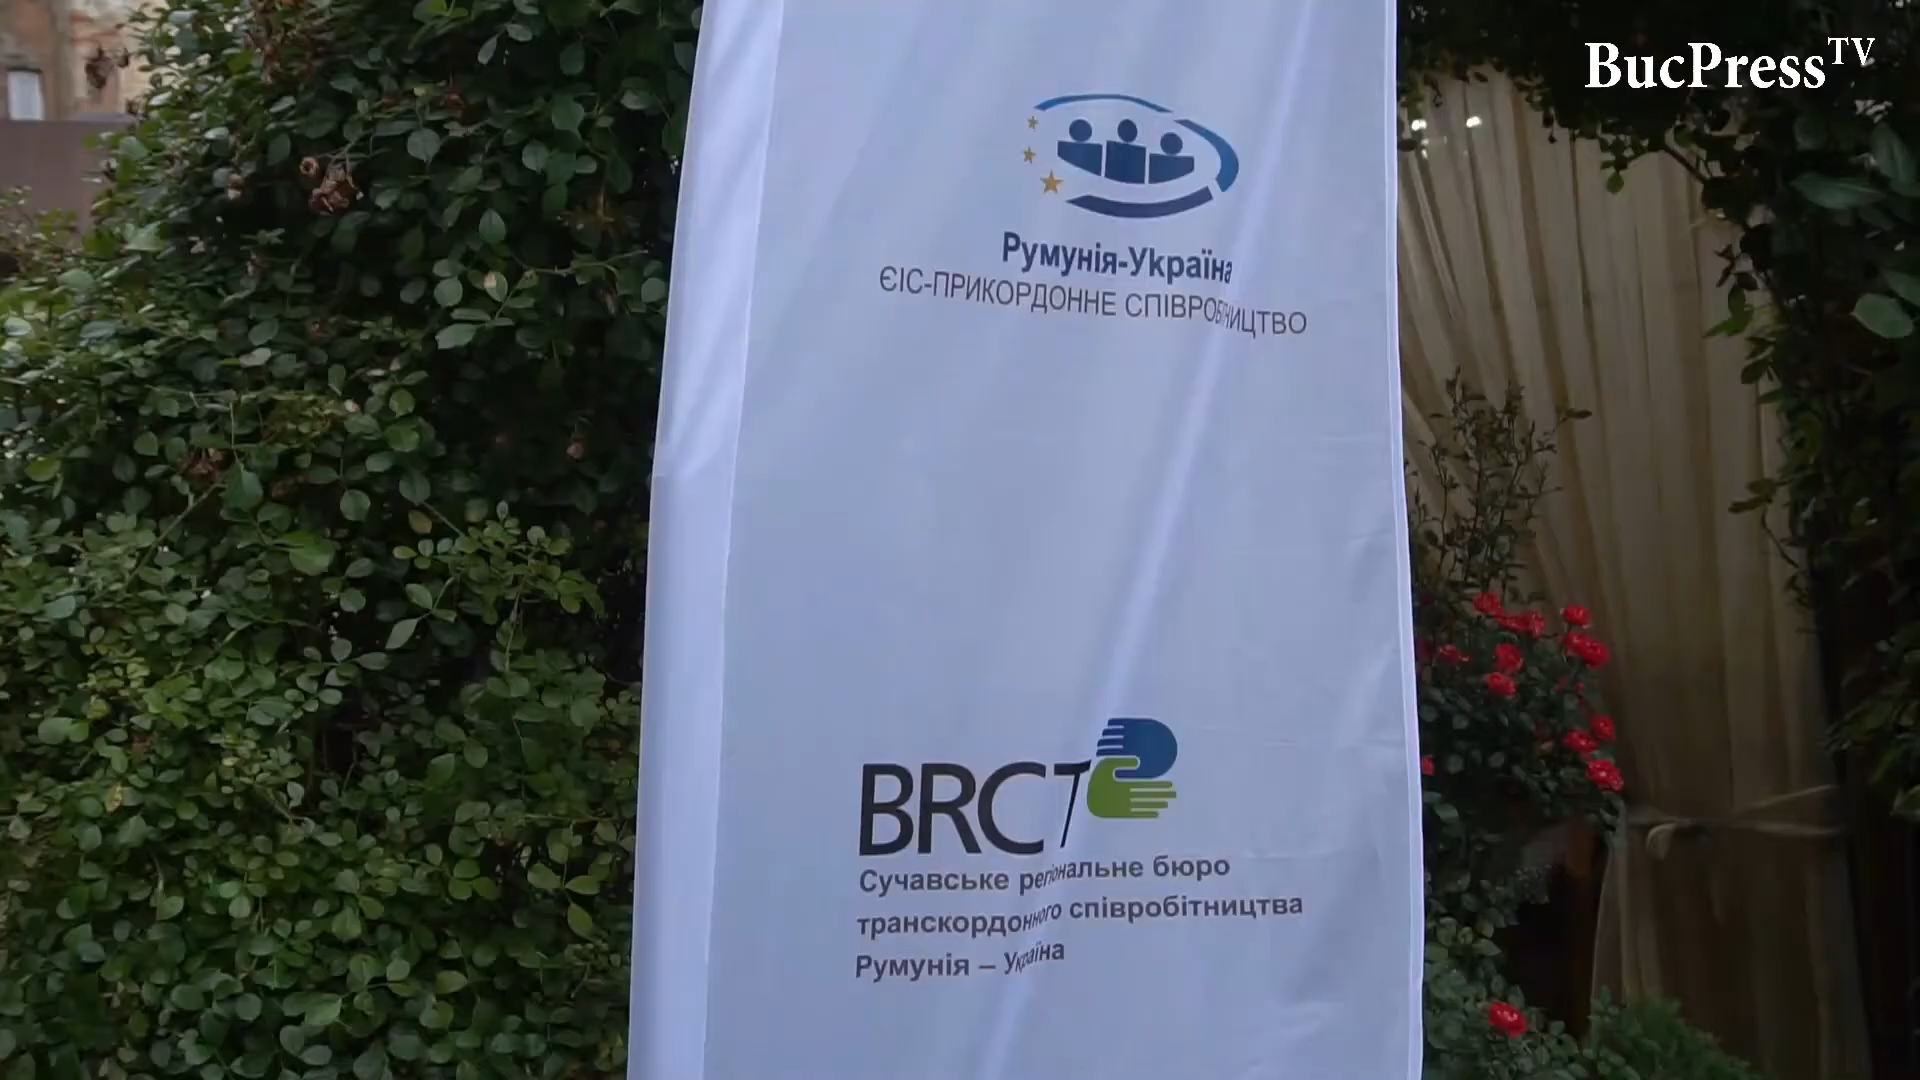 BucPress TV
Румунія-Україна
ЄІС-ПРИКОРДОННЕ СПІВРОБІТНИЦТВО
BRCT
Сучавське регіональне бюро
транскордонного співробітництва
Румунія – Україна